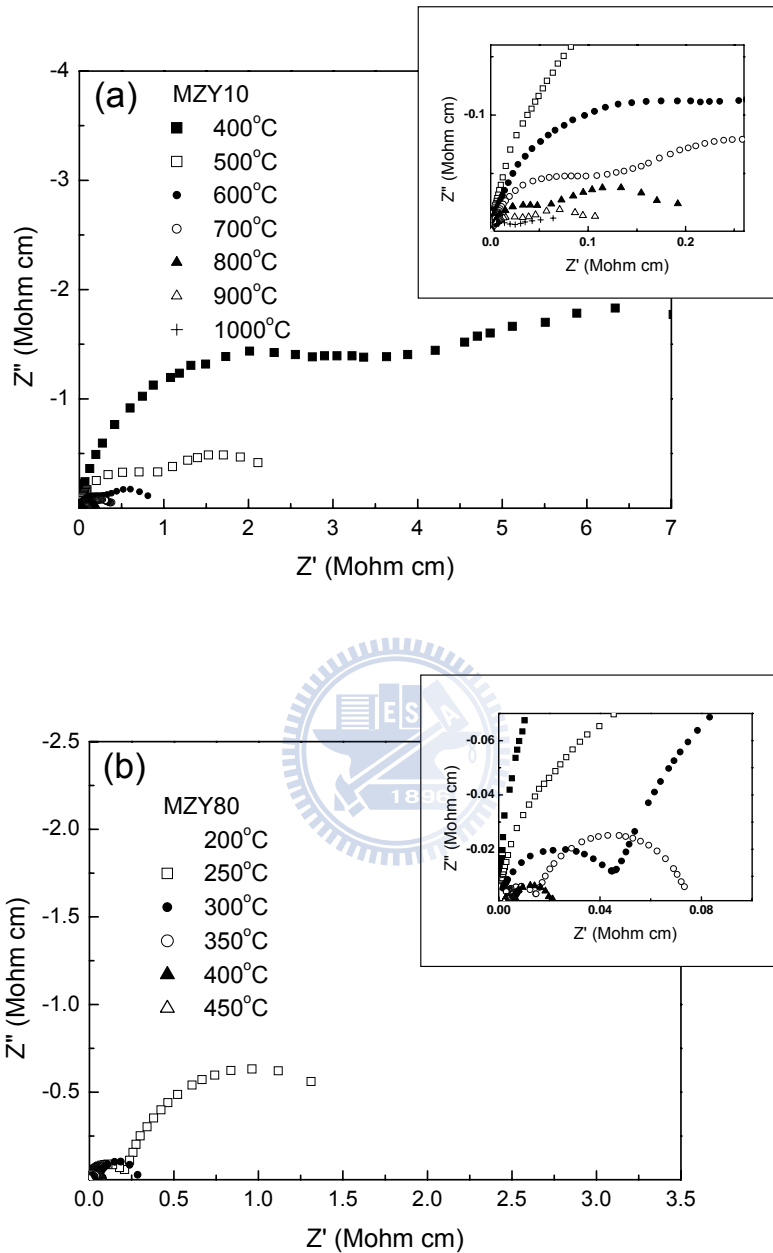 (a)
MZY10
400°C
500°C
600°C
700°C
800°C
900°C
1000°C
-4
-3
-2
-1
0
1
2
3
4
5
6
7
Z" (Mohm cm)
Z' (Mohm cm)
-0.1
0.0
0.1
0.2
Z" (Mohm cm)
Z' (Mohm cm)
ES
A
1896
(b)
MZY80
200°C
250°C
300°C
350°C
400°C
450°C
-2.5
-2.0
-1.5
-1.0
-0.5
0.0
0.5
1.0
1.5
2.0
2.5
3.0
3.5
Z" (Mohm cm)
Z' (Mohm cm)
-0.06
-0.04
-0.02
0.00
0.04
0.08
Z" (Mohm cm)
Z' (Mohm cm)